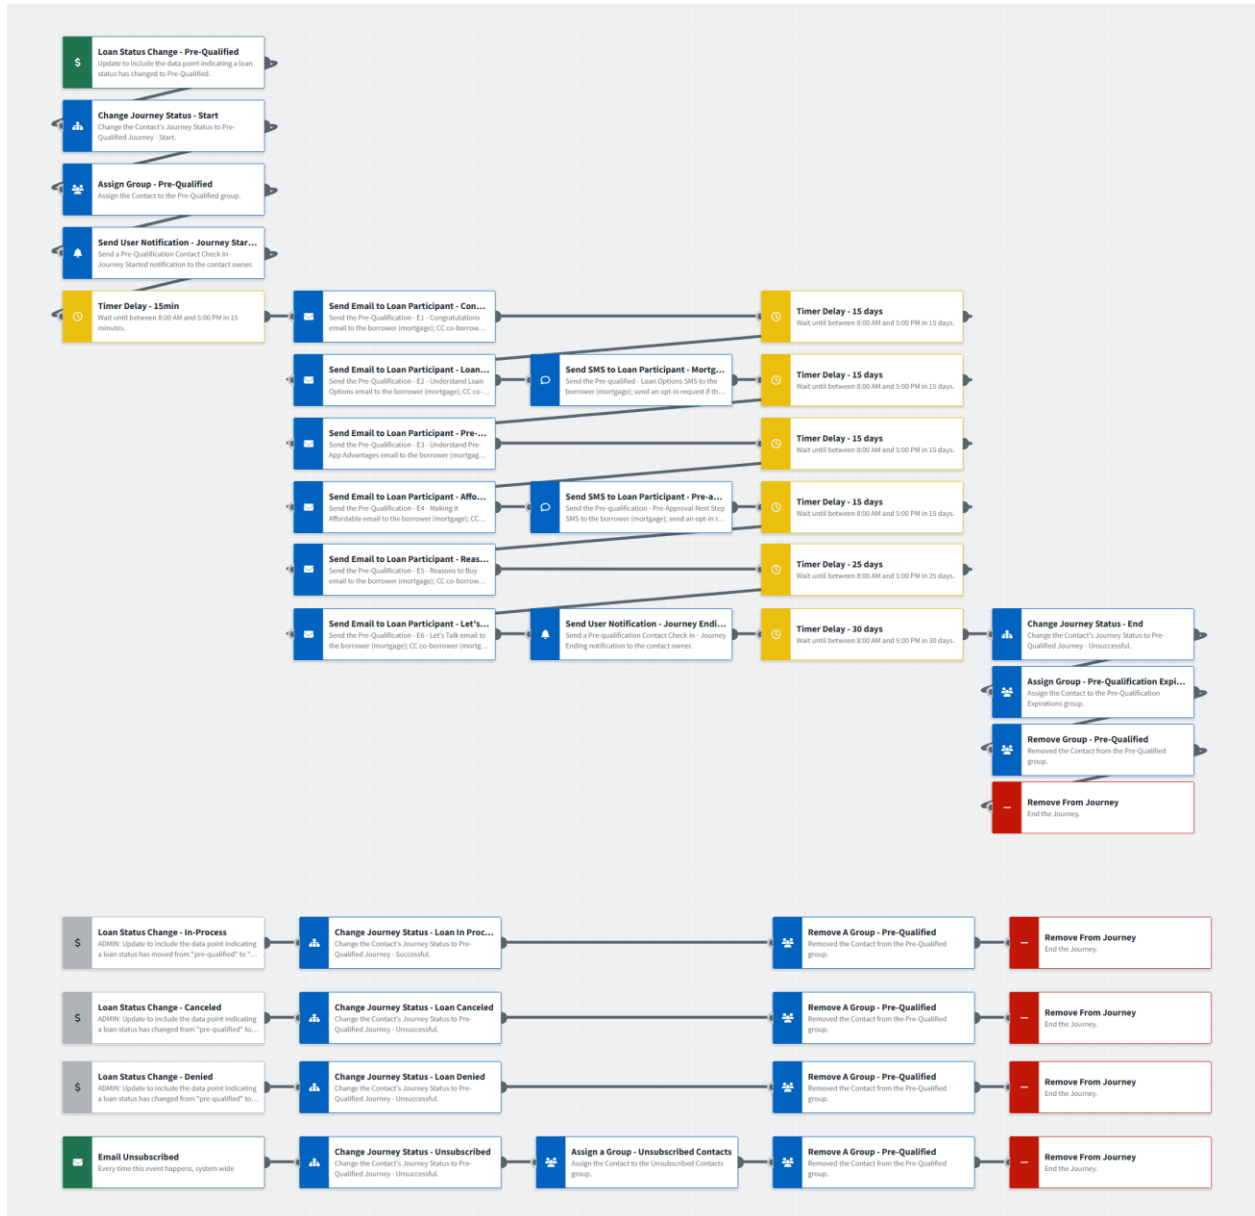 Loan Status Change - Pre-Qualified
Update to include the data point indicating a loan
status has changed to Pre-Qualified.
Change Journey Status - Start
Change the Contact's Journey Status to Pre-
Qualified Journey - Start.
Assign Group - Pre-Qualified
Assign the Contact to the Pre-Qualified group.
Send User Notification - Journey Star...
Send a Pre-Qualification Contact Check In -
Journey Started notification to the contact owner.
Timer Delay - 15min
Wait until between 8:00 AM and 5:00 PM in 15
minutes.
Send Email to Loan Participant - Con...
Send the Pre-Qualification - E1 - Congratulations
email to the borrower (mortgage); CC co-borrow...
Timer Delay - 15 days
Wait until between 8:00 AM and 5:00 PM in 15 days.
Send Email to Loan Participant - Loan...
Send the Pre-Qualification - E2 - Understand Loan
Options email to the borrower (mortgage); CC co-...
Send SMS to Loan Participant - Mortg...
Send the Pre-qualified - Loan Options SMS to the
borrower (mortgage); send an opt-in request if th...
Timer Delay - 15 days
Wait until between 8:00 AM and 5:00 PM in 15 days.
Send Email to Loan Participant - Pre-...
Send the Pre-Qualification - E3 - Understand Pre-
App Advantages email to the borrower (mortgag...
Timer Delay - 15 days
Wait until between 8:00 AM and 5:00 PM in 15 days.
Send Email to Loan Participant - Affo...
Send the Pre-Qualification - E4 - Making it
Affordable email to the borrower (mortgage); CC...
Send SMS to Loan Participant - Pre-a...
Send the Pre-qualification - Pre-Approval Next Step
SMS to the borrower (mortgage); send an opt-in r...
Timer Delay - 15 days
Wait until between 8:00 AM and 5:00 PM in 15 days.
Send Email to Loan Participant - Reas...
Send the Pre-Qualification - E5 - Reasons to Buy
email to the borrower (mortgage); CC co-borrow...
Timer Delay - 25 days
Wait until between 8:00 AM and 5:00 PM in 25 days.
Send Email to Loan Participant - Let's...
Send the Pre-Qualification - E6 - Let's Talk email to
the borrower (mortgage); CC co-borrower (mortg...
Send User Notification - Journey Endi...
Send a Pre-qualification Contact Check In - Journey
Ending notification to the contact owner.
Timer Delay - 30 days
Wait until between 8:00 AM and 5:00 PM in 30 days.
Change Journey Status - End
Change the Contact's Journey Status to Pre-
Qualified Journey - Unsuccessful.
Assign Group - Pre-Qualification Expi...
Assign the Contact to the Pre-Qualification
Expirations group.
Remove Group - Pre-Qualified
Removed the Contact from the Pre-Qualified
group.
Remove From Journey
End the Journey.
Loan Status Change - In-Process
ADMIN: Update to include the data point indicating
a loan status has moved from "pre-qualified" to "...
Change Journey Status - Loan In Proc...
Change the Contact's Journey Status to Pre-
Qualified Journey - Successful.
Remove A Group - Pre-Qualified
Removed the Contact from the Pre-Qualified
group.
Remove From Journey
End the Journey.
Loan Status Change - Canceled
ADMIN: Update to include the data point indicating
a loan status has changed from "pre-qualified" to...
Change Journey Status - Loan Canceled
Change the Contact's Journey Status to Pre-
Qualified Journey - Unsuccessful.
Remove A Group - Pre-Qualified
Removed the Contact from the Pre-Qualified
group.
Remove From Journey
End the Journey.
Loan Status Change - Denied
ADMIN: Update to include the data point indicating
a loan status has changed from "pre-qualified" to...
Change Journey Status - Loan Denied
Change the Contact's Journey Status to Pre-
Qualified Journey - Unsuccessful.
Remove A Group - Pre-Qualified
Removed the Contact from the Pre-Qualified
group.
Remove From Journey
End the Journey.
Email Unsubscribed
Every time this event happens, system wide
Change Journey Status - Unsubscribed
Change the Contact's Journey Status to Pre-
Qualified Journey - Unsuccessful.
Assign a Group - Unsubscribed Contacts
Assign the Contact to the Unsubscribed Contacts
group.
Remove A Group - Pre-Qualified
Removed the Contact from the Pre-Qualified
group.
Remove From Journey
End the Journey.